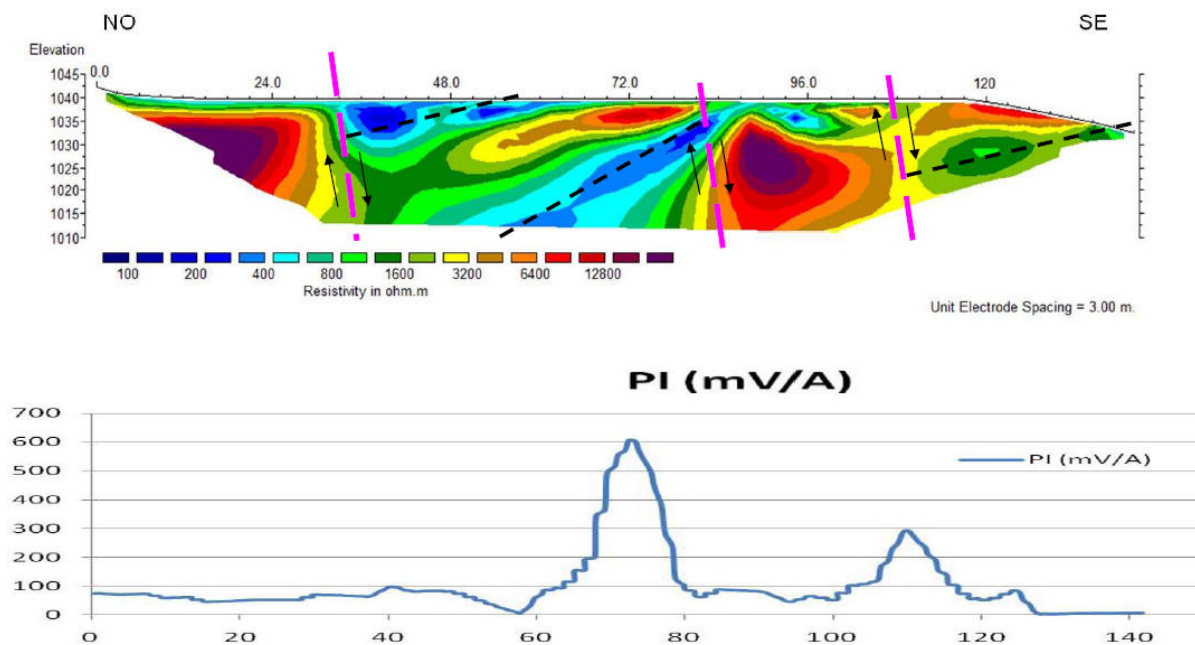 NO SE
Elevation
0.0 24.0 48.0 72.0 96.0 120
1045
1040
1035
1030
1025
1020
1015
1010
100 200 400 800 1600 3200 6400 12800
Resistivity in ohm.m
Unit Electrode Spacing = 3.00 m.
PI (mV/A)
700
600
500
400
300
200
100
0
PI (mV/A)
0 20 40 60 80 100 120 140